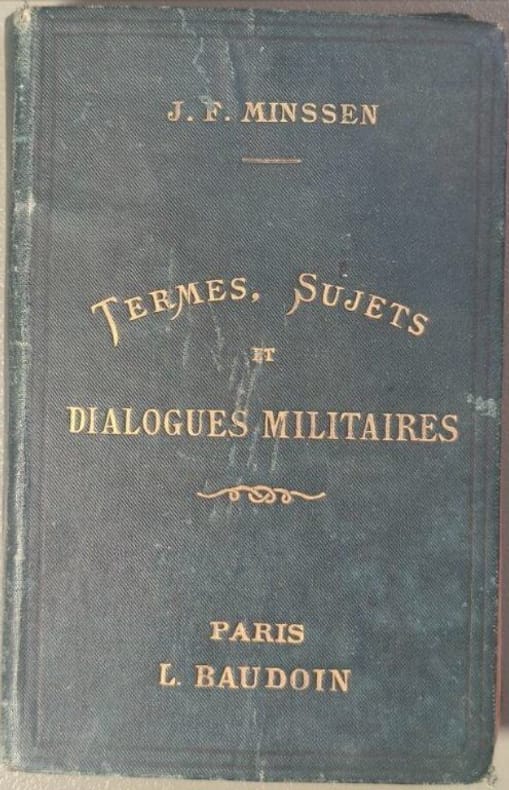 J. F. MINSSEN
TERMES, SUJETS
ET
DIALOGUES MILITAIRES
PARIS
L. BAUDOIN